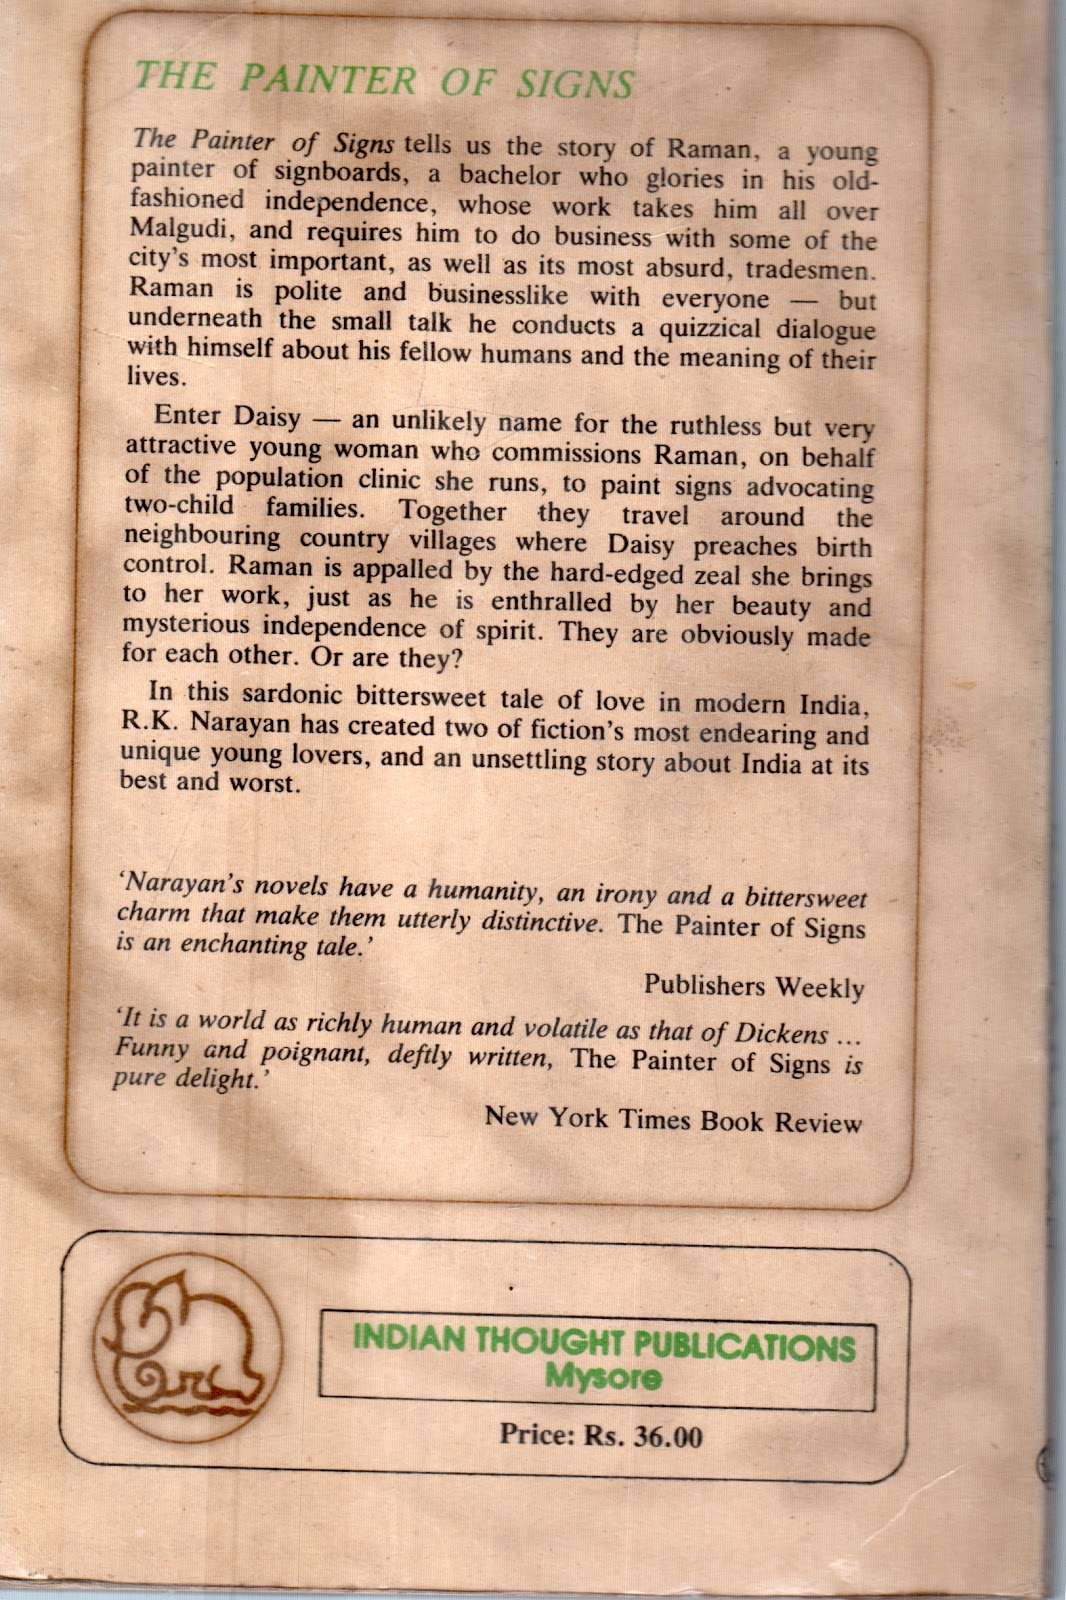 THE PAINTER OF SIGNS
The Painter of Signs tells us the story of Raman, a young
painter of signboards, a bachelor who glories in his old-
fashioned independence, whose work takes him all over
Malgudi, and requires him to do business with some of the
city's most important, as well as its most absurd, tradesmen.
Raman is polite and businesslike with everyone — but
underneath the small talk he conducts a quizzical dialogue
with himself about his fellow humans and the meaning of their
lives.
Enter Daisy — an unlikely name for the ruthless but very
attractive young woman who commissions Raman, on behalf
of the population clinic she runs, to paint signs advocating
two-child families. Together they travel around the
neighbouring country villages where Daisy preaches birth
control. Raman is appalled by the hard-edged zeal she brings
to her work, just as he is enthralled by her beauty and
mysterious independence of spirit. They are obviously made
for each other. Or are they?
In this sardonic bittersweet tale of love in modern India,
R.K. Narayan has created two of fiction's most endearing and
unique young lovers, and an unsettling story about India at its
best and worst.
'Narayan's novels have a humanity, an irony and a bittersweet
charm that make them utterly distinctive. The Painter of Signs
is an enchanting tale.'
Publishers Weekly
'It is a world as richly human and volatile as that of Dickens ...
Funny and poignant, deftly written, The Painter of Signs is
pure delight.'
New York Times Book Review
INDIAN THOUGHT PUBLICATIONS
Mysore
Price: Rs. 36.00